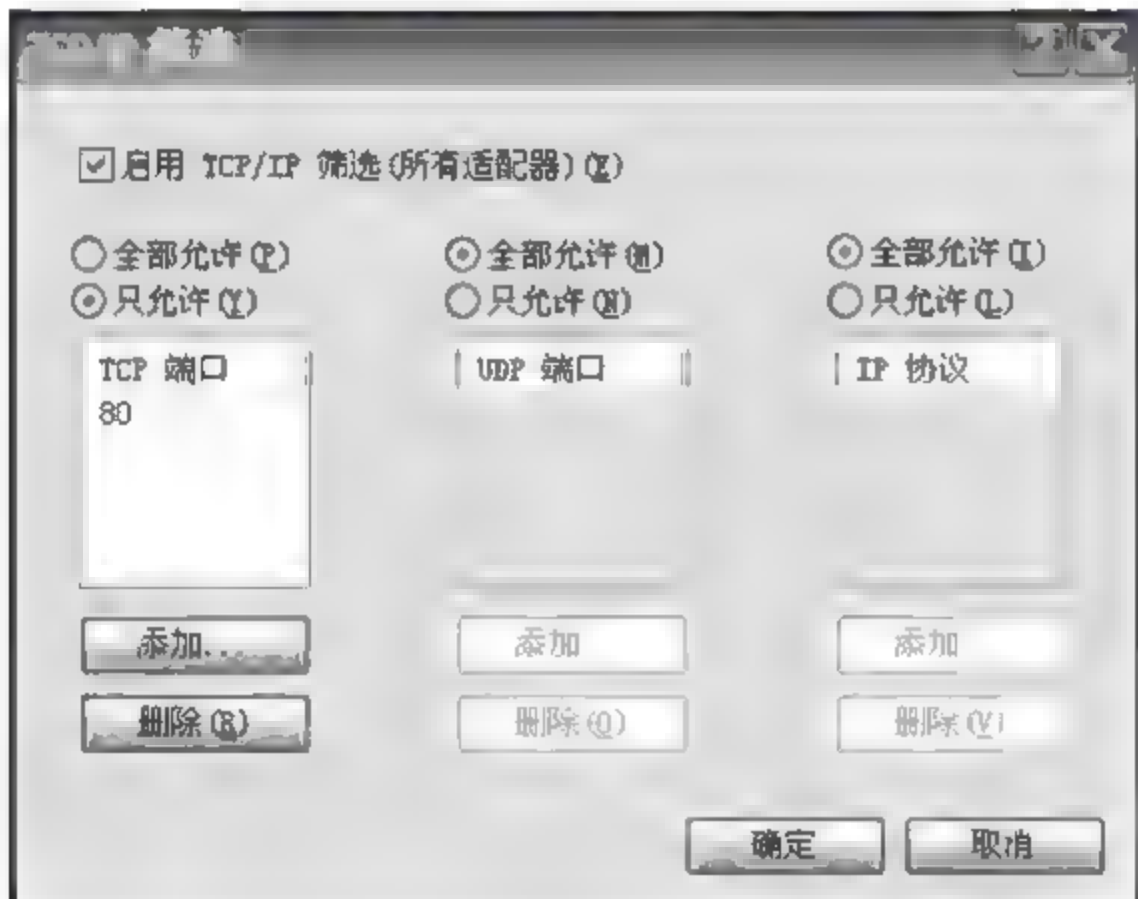 启用 TCP/IP 筛选(所有适配器)(E)
全部允许(P) 全部允许(M) 全部允许(I)
只允许(Y) 只允许(N) 只允许(L)
TCP 端口 UDP 端口 IP 协议
80
添加... 添加 添加
删除(R) 删除(O) 删除(V)
确定 取消